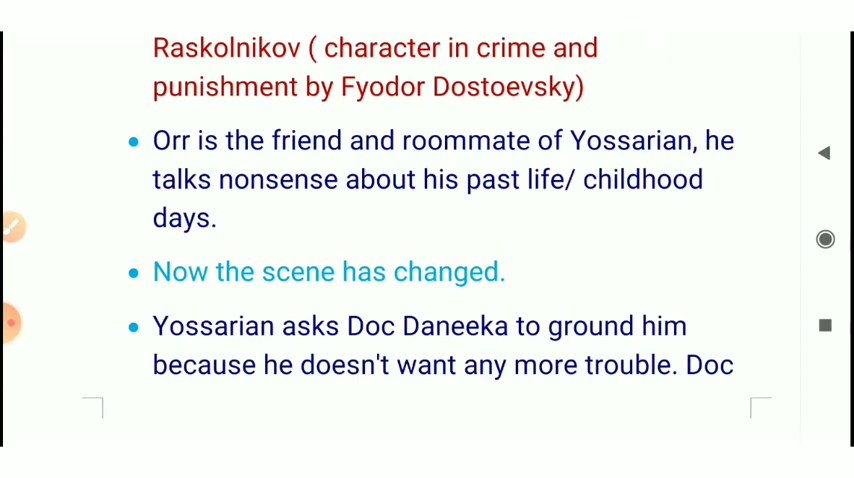 Raskolnikov ( character in crime and
punishment by Fyodor Dostoevsky)
• Orr is the friend and roommate of Yossarian, he
talks nonsense about his past life/ childhood
days.
• Now the scene has changed.
• Yossarian asks Doc Daneeka to ground him
because he doesn't want any more trouble. Doc